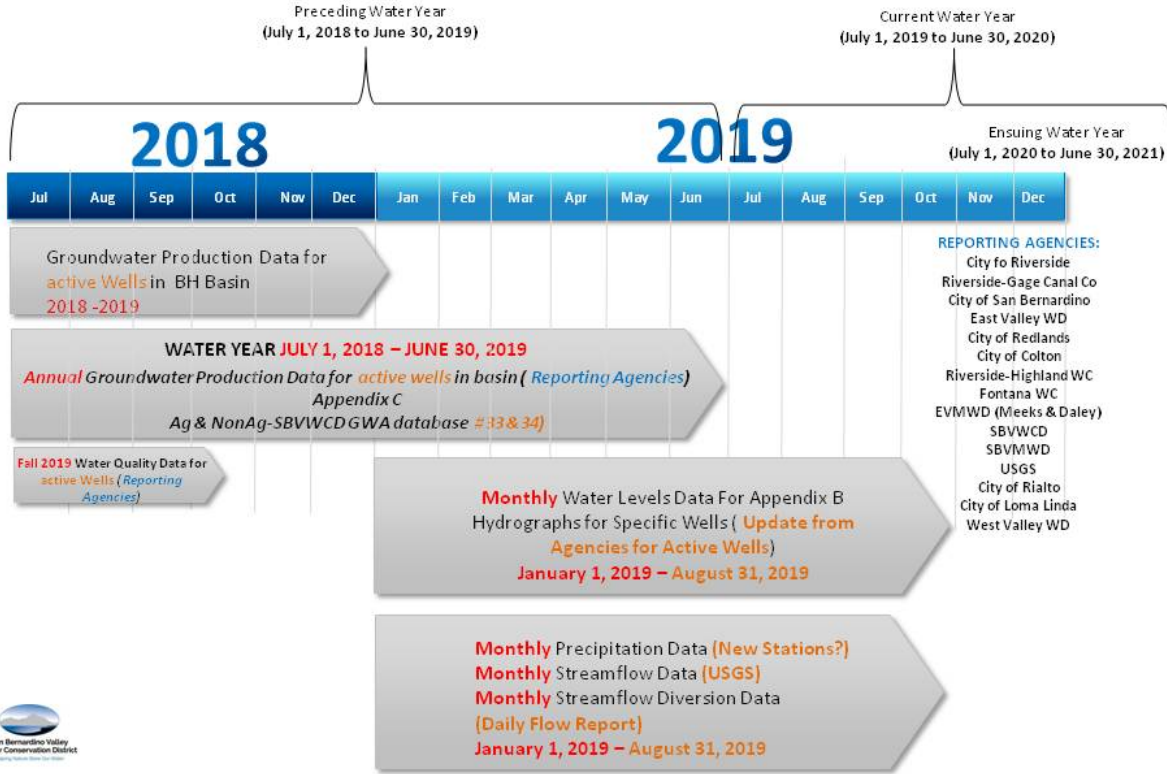 Preceding Water Year
(July 1, 2018 to June 30, 2019)
Current Water Year
(July 1, 2019 to June 30, 2020)
2018
2019
Ensuing Water Year
(July 1, 2020 to June 30, 2021)
Jul Aug Sep Oct Nov Dec Jan Feb Mar Apr May Jun Jul Aug Sep Oct Nov Dec
Groundwater Production Data for
active Wells in BH Basin
2018 -2019
WATER YEAR JULY 1, 2018 – JUNE 30, 2019
Annual Groundwater Production Data for active wells in basin ( Reporting Agencies)
Appendix C
Ag & NonAg-SBVWCD GWA database # 33 & 34)
Fall 2019 Water Quality Data for
active Wells (Reporting
Agencies)
Monthly Water Levels Data For Appendix B
Hydrographs for Specific Wells ( Update from
Agencies for Active Wells)
January 1, 2019 – August 31, 2019
Monthly Precipitation Data (New Stations?)
Monthly Streamflow Data (USGS)
Monthly Streamflow Diversion Data
(Daily Flow Report)
January 1, 2019 – August 31, 2019
REPORTING AGENCIES:
City fo Riverside
Riverside-Gage Canal Co
City of San Bernardino
East Valley WD
City of Redlands
City of Colton
Riverside-Highland WC
Fontana WC
EVMWD (Meeks & Daley)
SBVWCD
SBVMWD
USGS
City of Rialto
City of Loma Linda
West Valley WD
n Bernardino Valley
r Conservation District